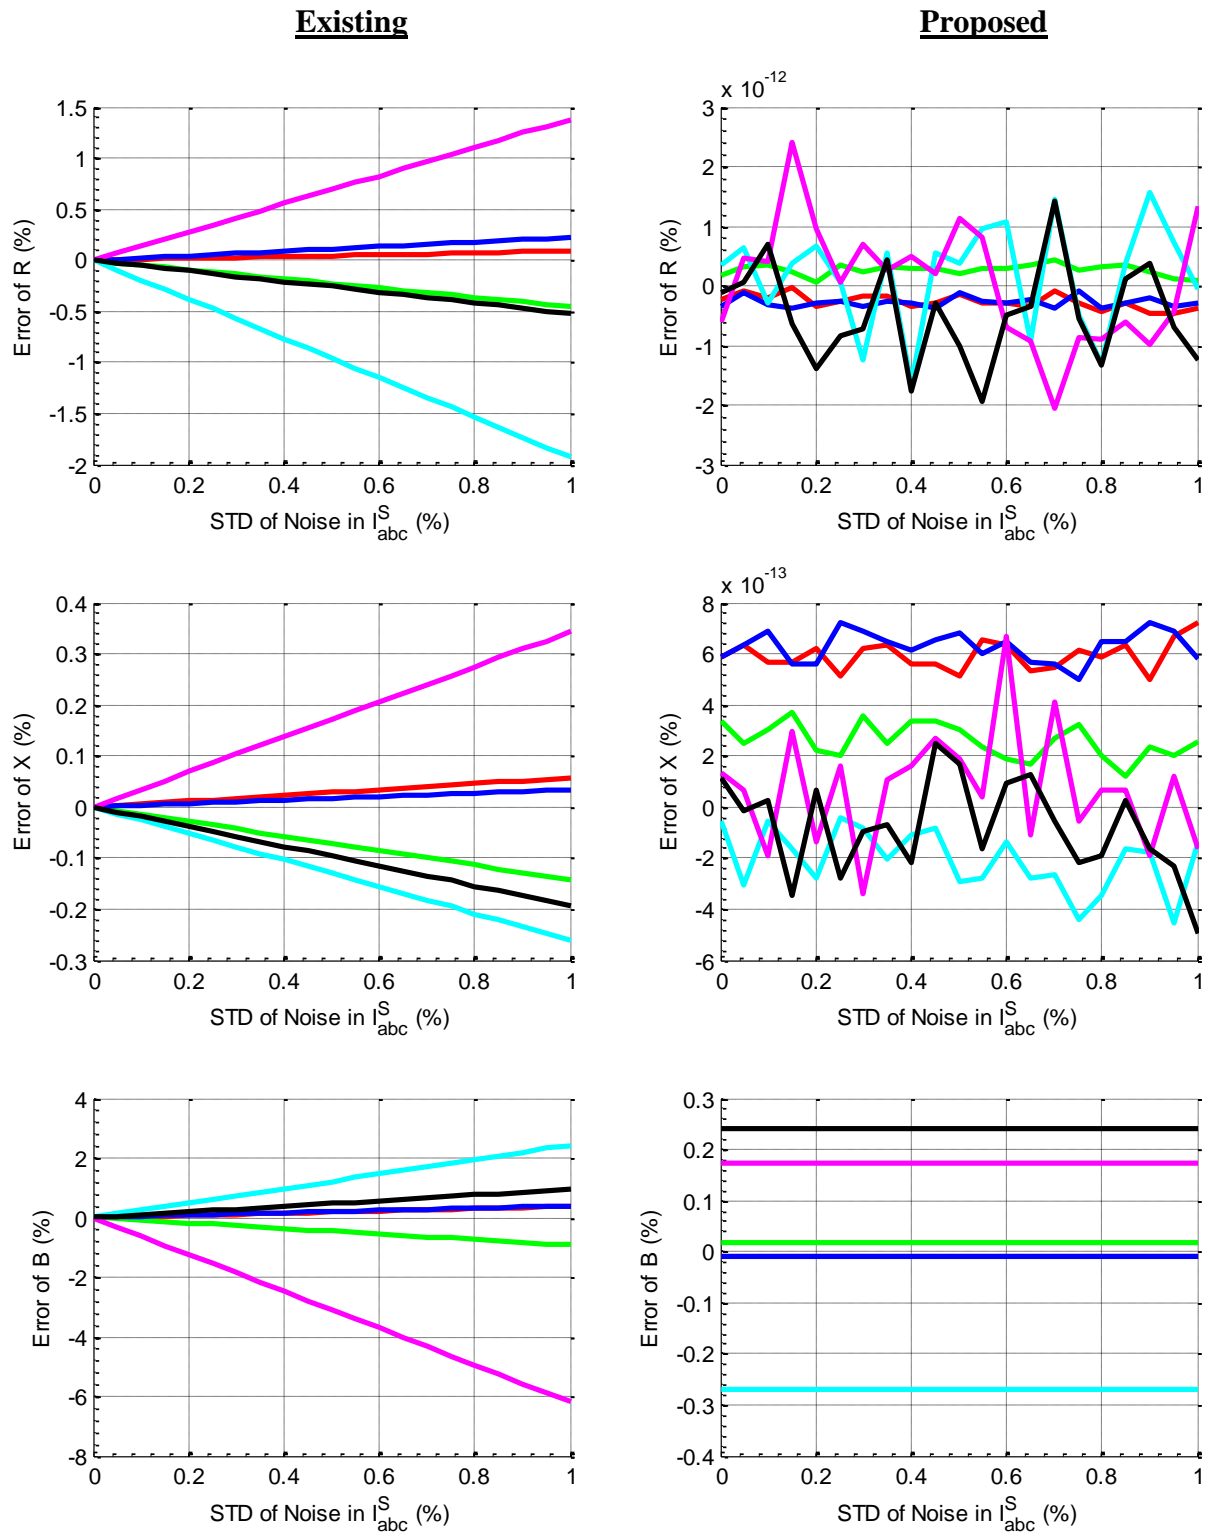 Existing
Proposed
1.5
1
0.5
0
-0.5
-1
-1.5
-2
0 0.2 0.4 0.6 0.8 1
Error of R (%)
STD of Noise in I^S_abc (%)
x 10^-12
3
2
1
0
-1
-2
-3
0 0.2 0.4 0.6 0.8 1
Error of R (%)
STD of Noise in I^S_abc (%)
0.4
0.3
0.2
0.1
0
-0.1
-0.2
-0.3
0 0.2 0.4 0.6 0.8 1
Error of X (%)
STD of Noise in I^S_abc (%)
x 10^-13
8
6
4
2
0
-2
-4
-6
0 0.2 0.4 0.6 0.8 1
Error of X (%)
STD of Noise in I^S_abc (%)
4
2
0
-2
-4
-6
-8
0 0.2 0.4 0.6 0.8 1
Error of B (%)
STD of Noise in I^S_abc (%)
0.3
0.2
0.1
0
-0.1
-0.2
-0.3
-0.4
0 0.2 0.4 0.6 0.8 1
Error of B (%)
STD of Noise in I^S_abc (%)